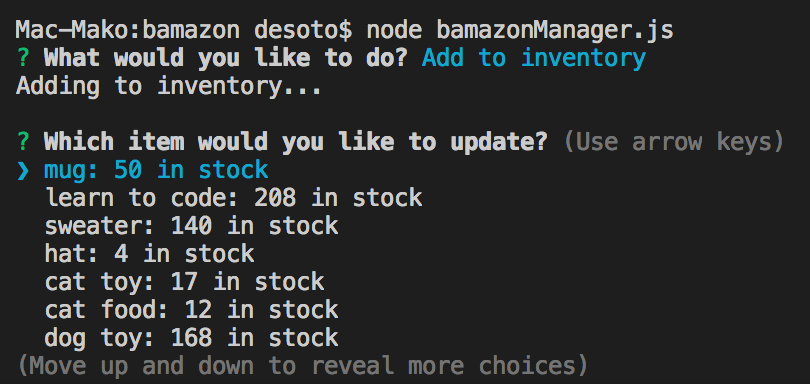 Mac-Mako:bamazon desoto$ node bamazonManager.js
? What would you like to do? Add to inventory
Adding to inventory...
? Which item would you like to update? (Use arrow keys)
❯ mug: 50 in stock
learn to code: 208 in stock
sweater: 140 in stock
hat: 4 in stock
cat toy: 17 in stock
cat food: 12 in stock
dog toy: 168 in stock
(Move up and down to reveal more choices)